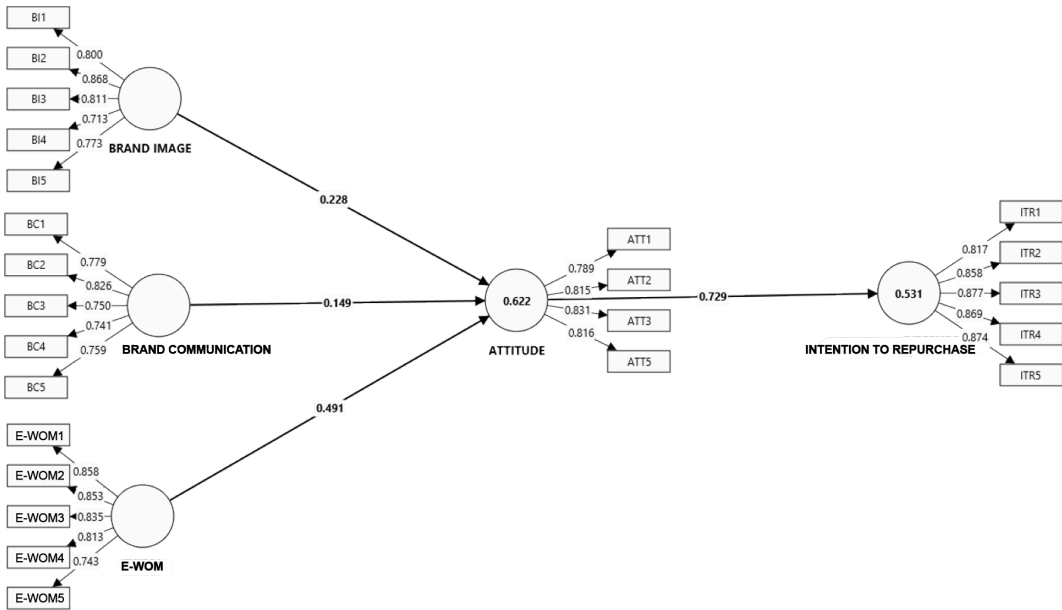 BI1
0.800
BI2
0.868
BI3
0.811
BI4
0.713
BI5
0.773
BRAND IMAGE
0.228
BC1
0.779
BC2
0.826
BC3
0.750
BC4
0.741
BC5
0.759
BRAND COMMUNICATION
0.149
E-WOM1
0.858
E-WOM2
0.853
E-WOM3
0.835
E-WOM4
0.813
E-WOM5
0.743
E-WOM
0.491
0.622
ATTITUDE
ATT1
0.789
ATT2
0.815
ATT3
0.831
ATT5
0.816
0.729
0.531
INTENTION TO REPURCHASE
ITR1
0.817
ITR2
0.858
ITR3
0.877
ITR4
0.869
ITR5
0.874